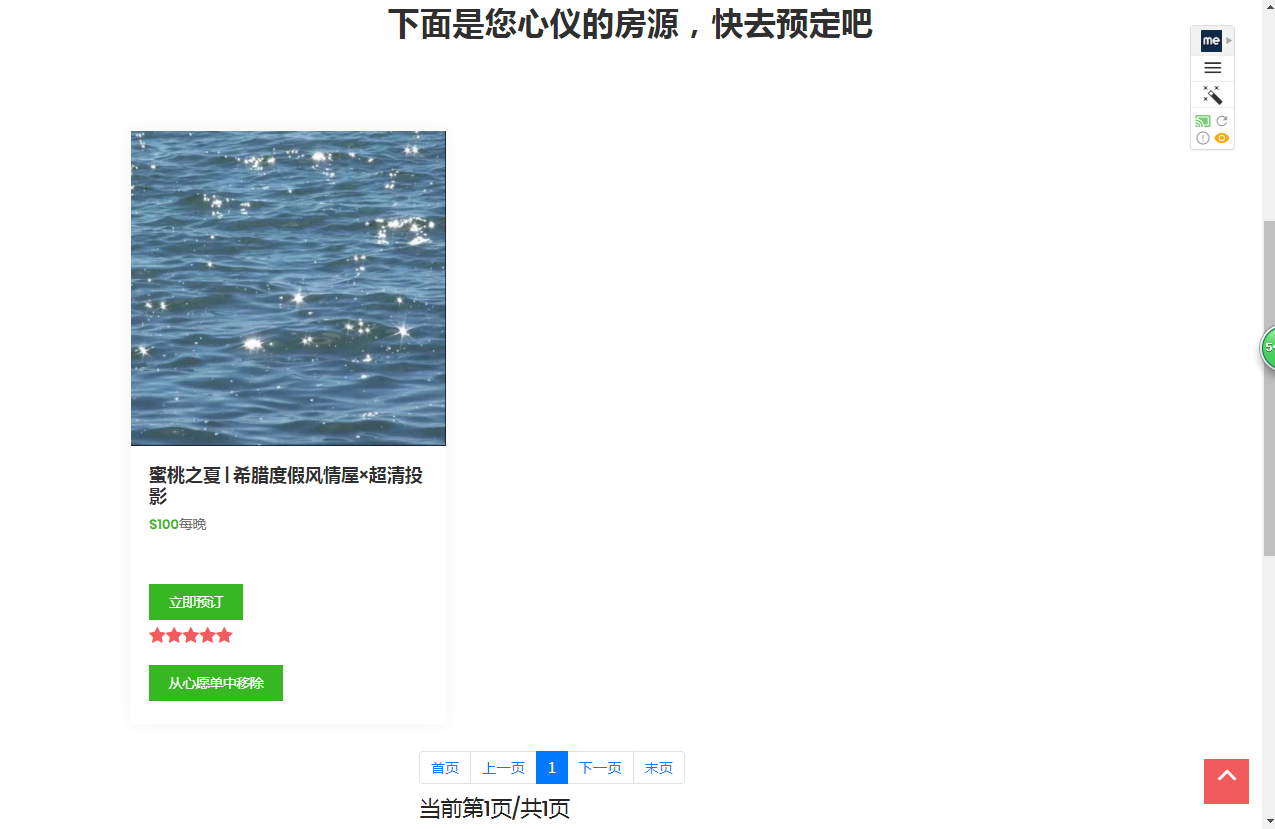 下面是您心仪的房源，快去预定吧
me
蜜桃之夏 | 希腊度假风情屋×超清投
影
$100每晚
立即预订
从心愿单中移除
首页 上一页 1 下一页 末页
当前第1页/共1页